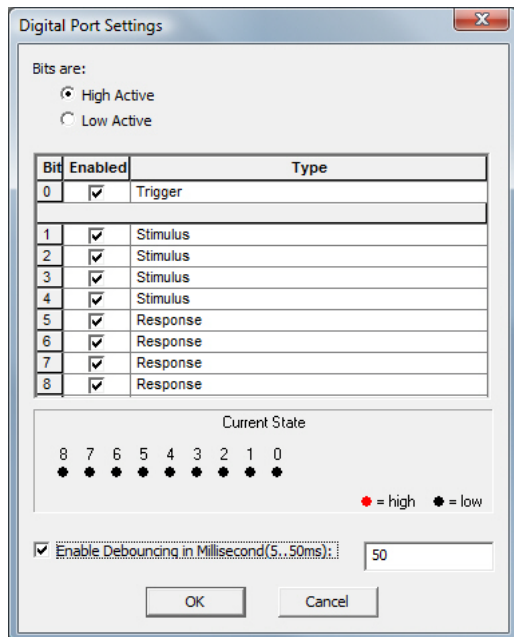 Digital Port Settings
Bits are:
High Active
Low Active
Bit Enabled Type
0 Trigger
1 Stimulus
2 Stimulus
3 Stimulus
4 Stimulus
5 Response
6 Response
7 Response
8 Response
Current State
8 7 6 5 4 3 2 1 0
= high = low
Enable Debouncing in Millisecond(5..50ms): 50
OK Cancel